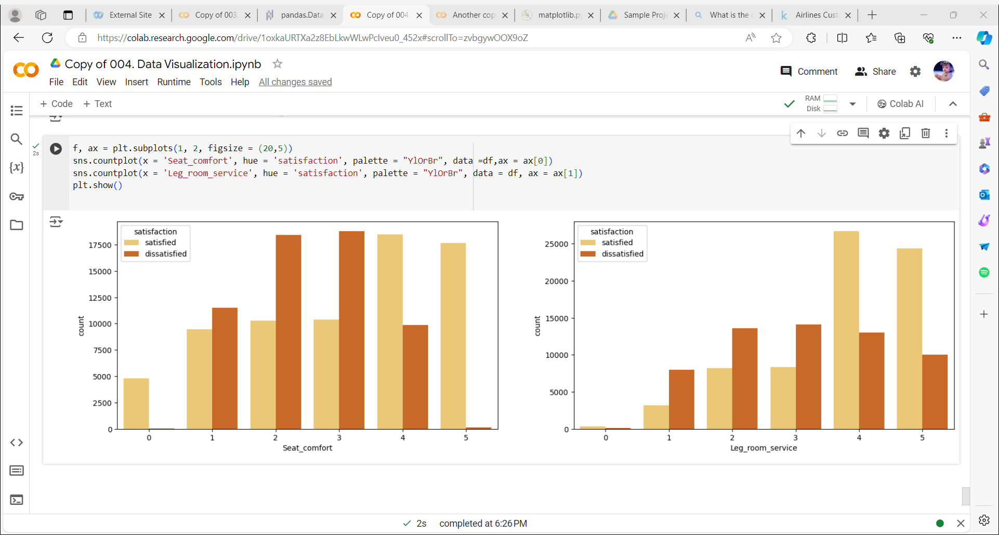 External Site
Copy of 003.
pandas.Data
Copy of 004.
Another cop
matplotlib.p
Sample Proje
What is the
Airlines Cust
https://colab.research.google.com/drive/1oxkaURTXa2z8EbLkwWLwPcIveu0_452x#scrollTo=zvbgywOOX9oZ
Copy of 004. Data Visualization.ipynb
Comment
Share
File Edit View Insert Runtime Tools Help All changes saved
+ Code + Text
RAM
Disk
Colab AI
2s
f, ax = plt.subplots(1, 2, figsize = (20,5))
sns.countplot(x = 'Seat_comfort', hue = 'satisfaction', palette = "YlOrBr", data =df,ax = ax[0])
sns.countplot(x = 'Leg_room_service', hue = 'satisfaction', palette = "YlOrBr", data = df, ax = ax[1])
plt.show()
satisfaction
satisfied
dissatisfied
17500
15000
12500
10000
7500
5000
2500
0
count
0 1 2 3 4 5
Seat_comfort
satisfaction
satisfied
dissatisfied
25000
20000
15000
10000
5000
0
count
0 1 2 3 4 5
Leg_room_service
2s completed at 6:26 PM